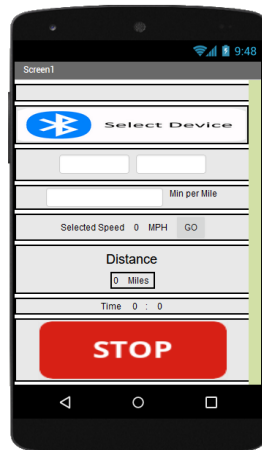 9:48
Screen1
Select Device
Min per Mile
Selected Speed 0 MPH GO
Distance
0 Miles
Time 0 : 0
STOP